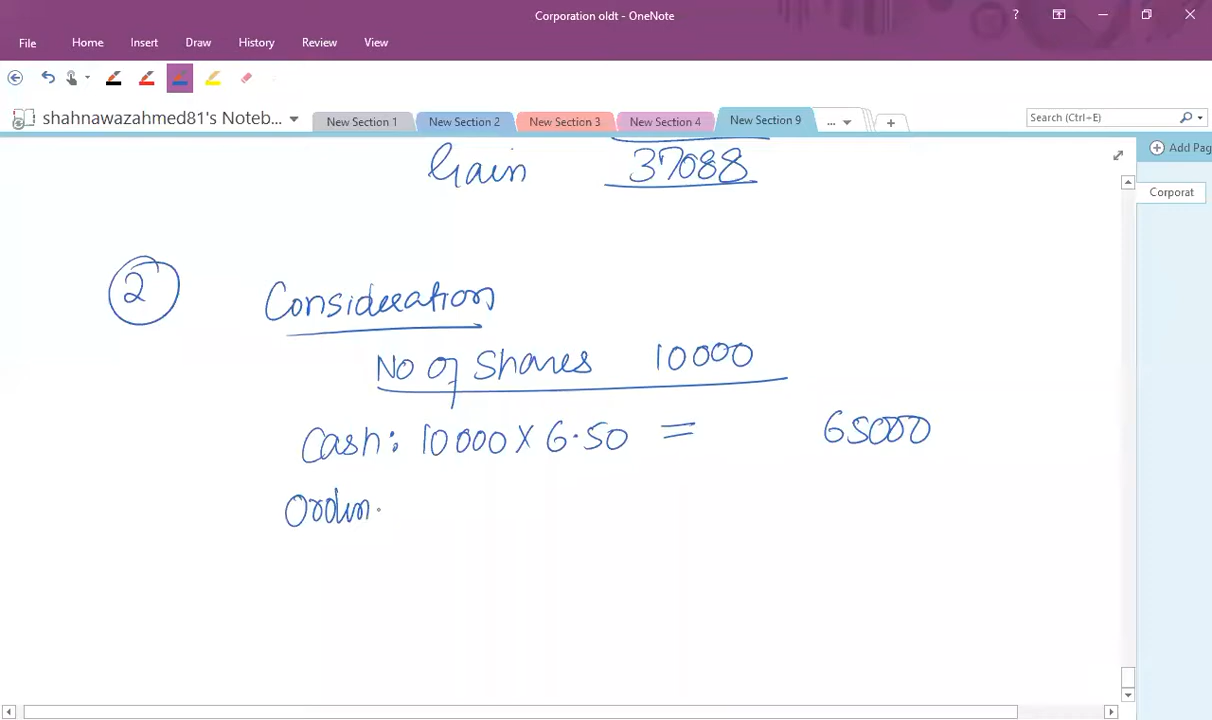 Corporation oldt - OneNote
?
File Home Insert Draw History Review View
shahnawazahmed81's Noteb...
New Section 1 New Section 2 New Section 3 New Section 4 New Section 9 ...
Search (Ctrl+E)
Add Pag
Corporat
Gain 37088
2 Consideration
No of Shares 10000
Cash: 10000 X 6.50 = 65000
Ordin